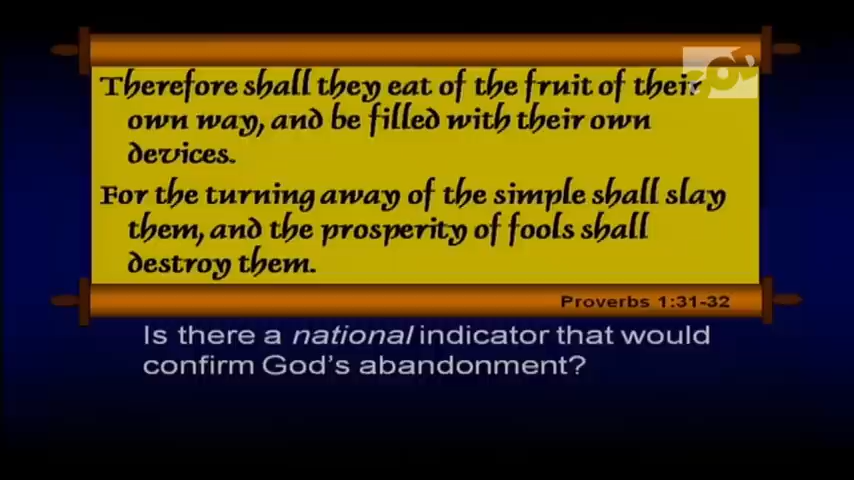 Therefore shall they eat of the fruit of their
own way, and be filled with their own
devices.
For the turning away of the simple shall slay
them, and the prosperity of fools shall
destroy them.
Proverbs 1:31-32
Is there a national indicator that would
confirm God's abandonment?